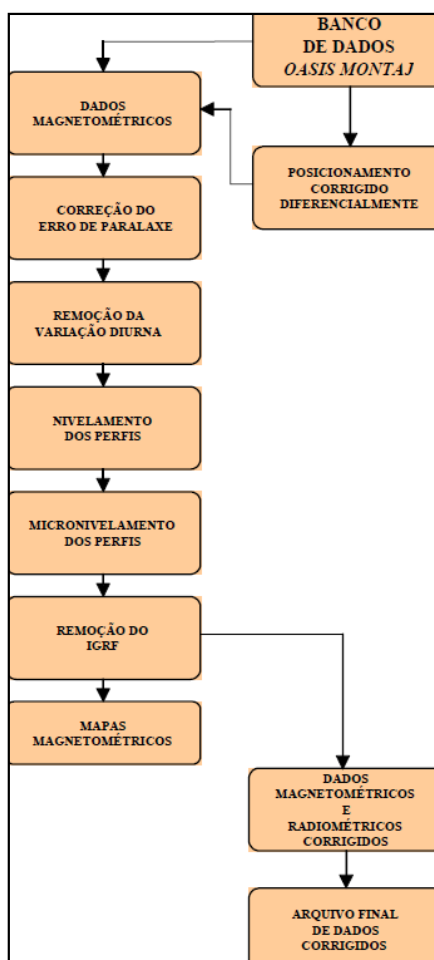 BANCO
DE DADOS
OASIS MONTAJ
DADOS
MAGNETOMÉTRICOS
POSICIONAMENTO
CORRIGIDO
DIFERENCIALMENTE
CORREÇÃO DO
ERRO DE PARALAXE
REMOÇÃO DA
VARIAÇÃO DIURNA
NIVELAMENTO
DOS PERFIS
MICRONIVELAMENTO
DOS PERFIS
REMOÇÃO DO
IGRF
MAPAS
MAGNETOMÉTRICOS
DADOS
MAGNETOMÉTRICOS
E
RADIOMÉTRICOS
CORRIGIDOS
ARQUIVO FINAL
DE DADOS
CORRIGIDOS